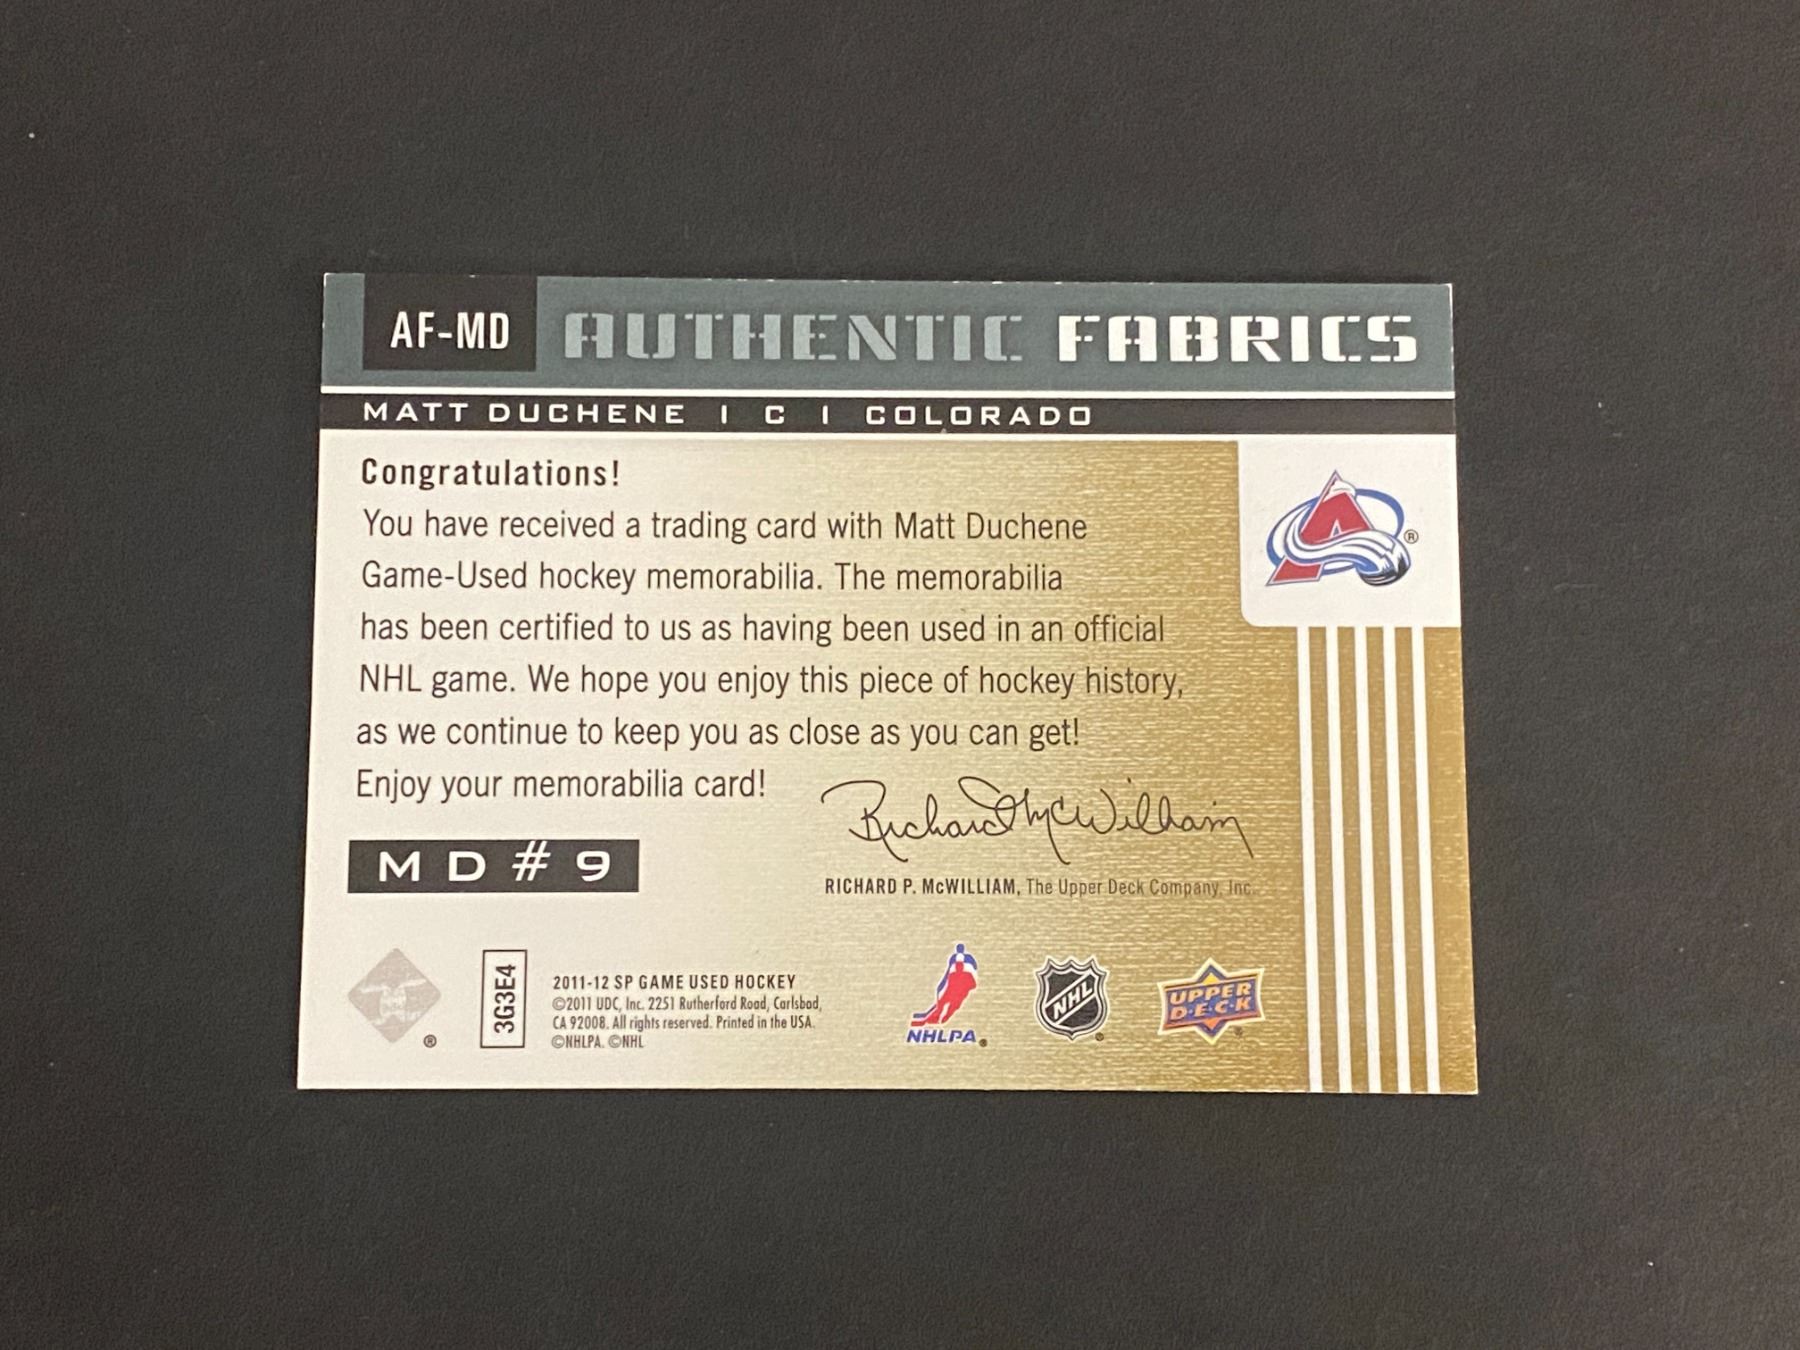 AF-MD
AUTHENTIC FABRICS
MATT DUCHENE | C | COLORADO
Congratulations!
You have received a trading card with Matt Duchene
Game-Used hockey memorabilia. The memorabilia
has been certified to us as having been used in an official
NHL game. We hope you enjoy this piece of hockey history,
as we continue to keep you as close as you can get!
Enjoy your memorabilia card!
Richard McWilliam
RICHARD P. McWILLIAM, The Upper Deck Company, Inc.
MD#9
3G3E4
2011-12 SP GAME USED HOCKEY
©2011 UDC, Inc. 2251 Rutherford Road, Carlsbad,
CA 92008. All rights reserved. Printed in the USA.
©NHLPA. ©NHL
NHLPA
NHL
UPPER
D·E·C·K